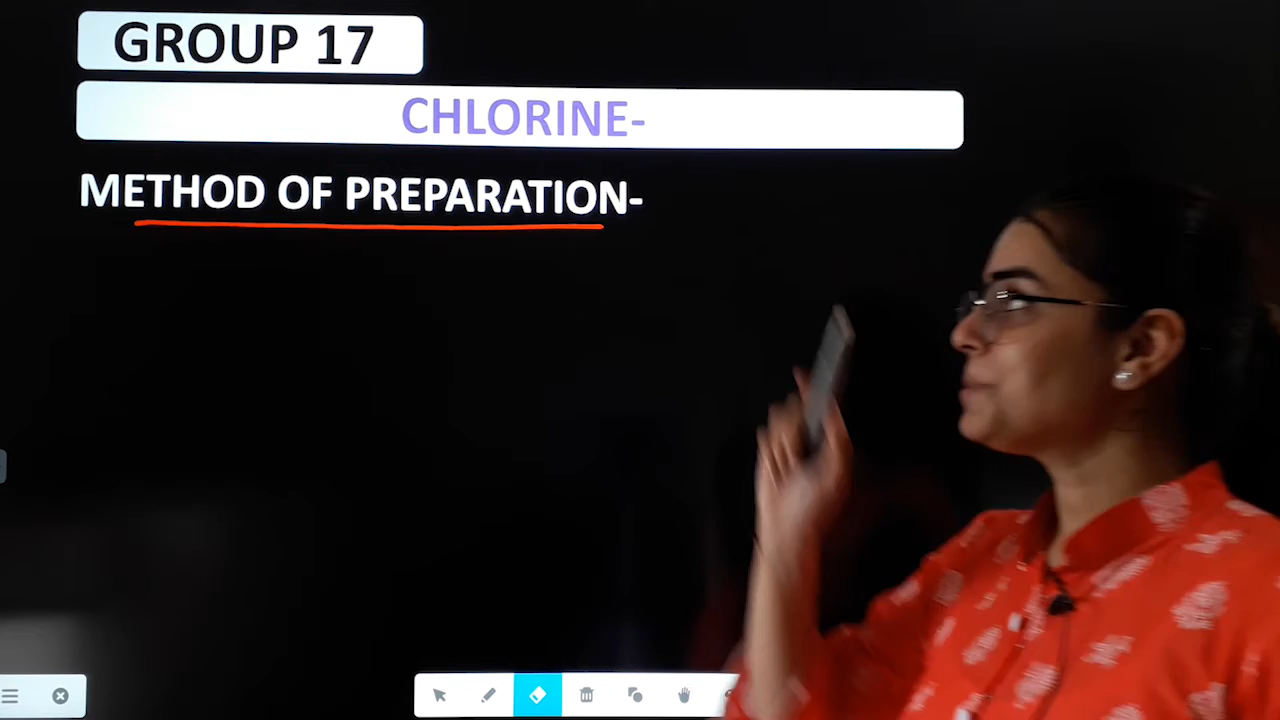 GROUP 17
CHLORINE-
METHOD OF PREPARATION-